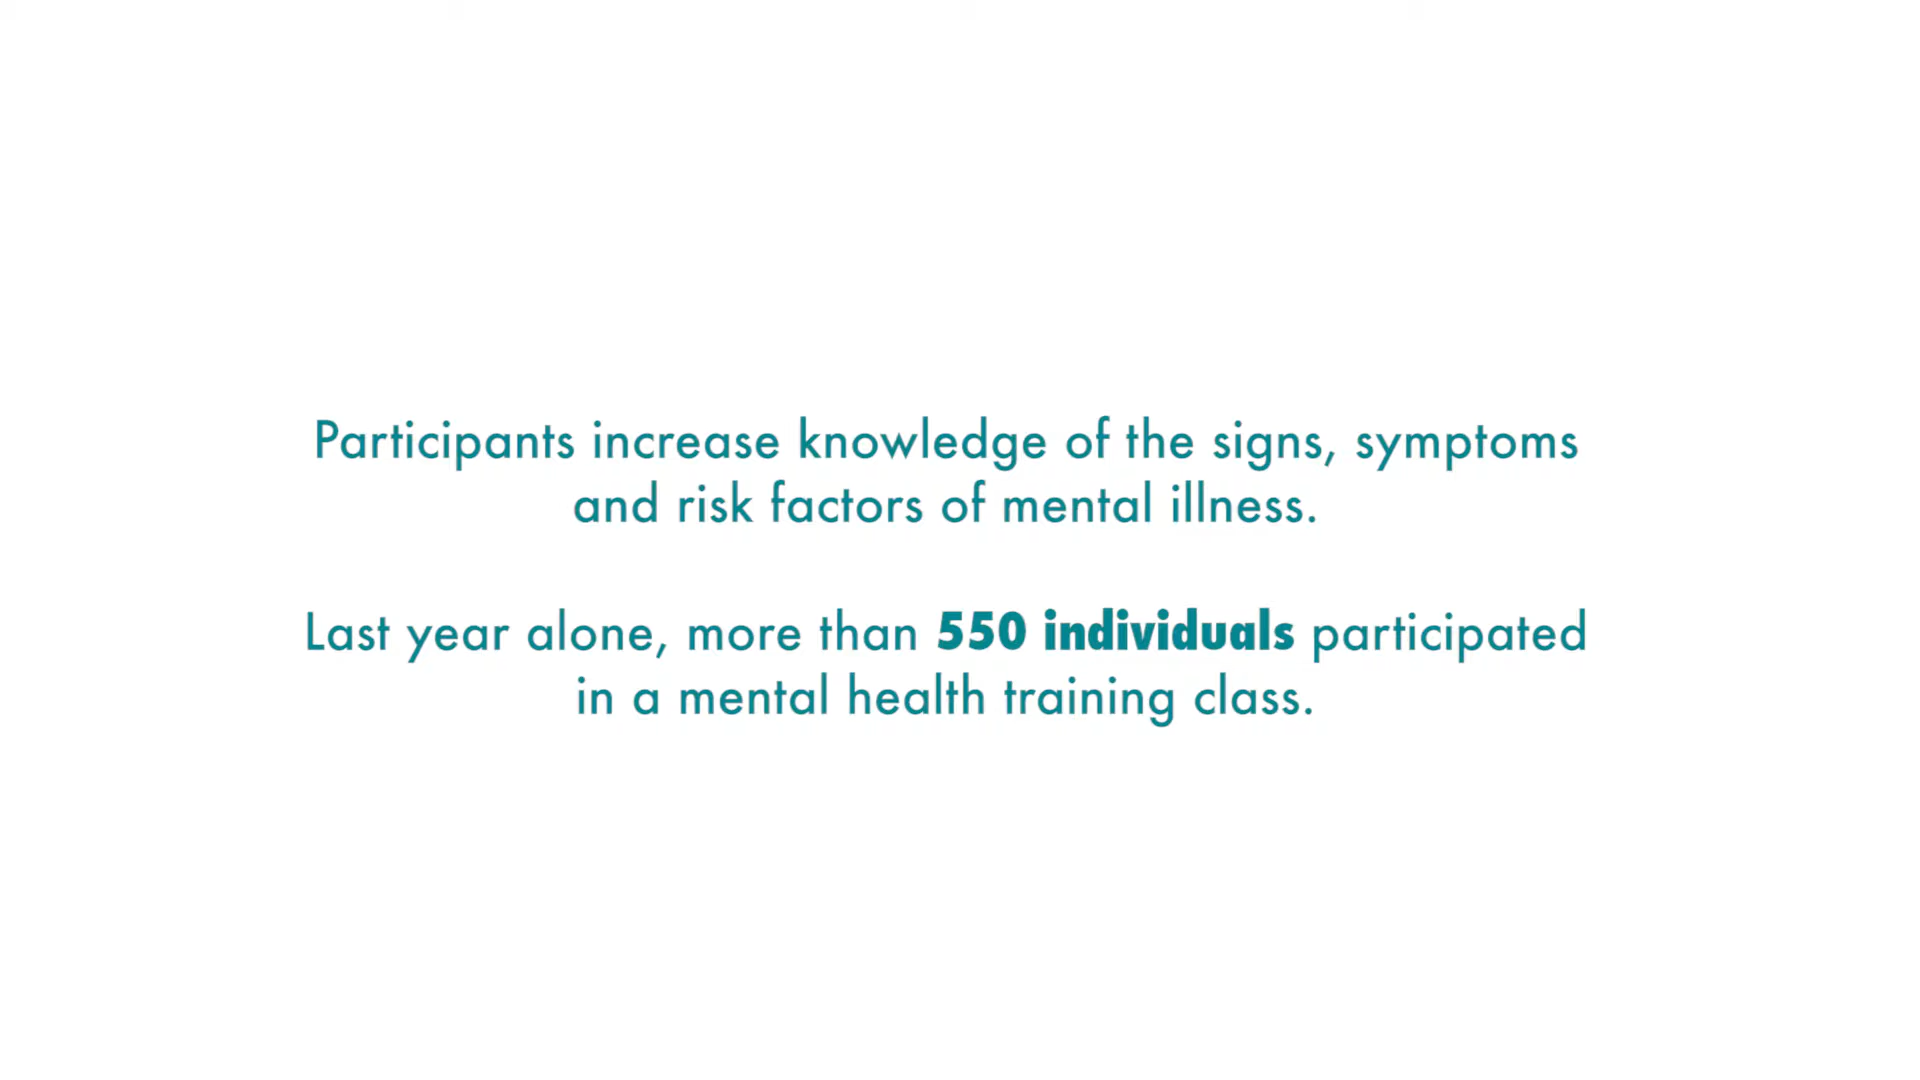 Participants increase knowledge of the signs, symptoms
and risk factors of mental illness.
Last year alone, more than 550 individuals participated
in a mental health training class.